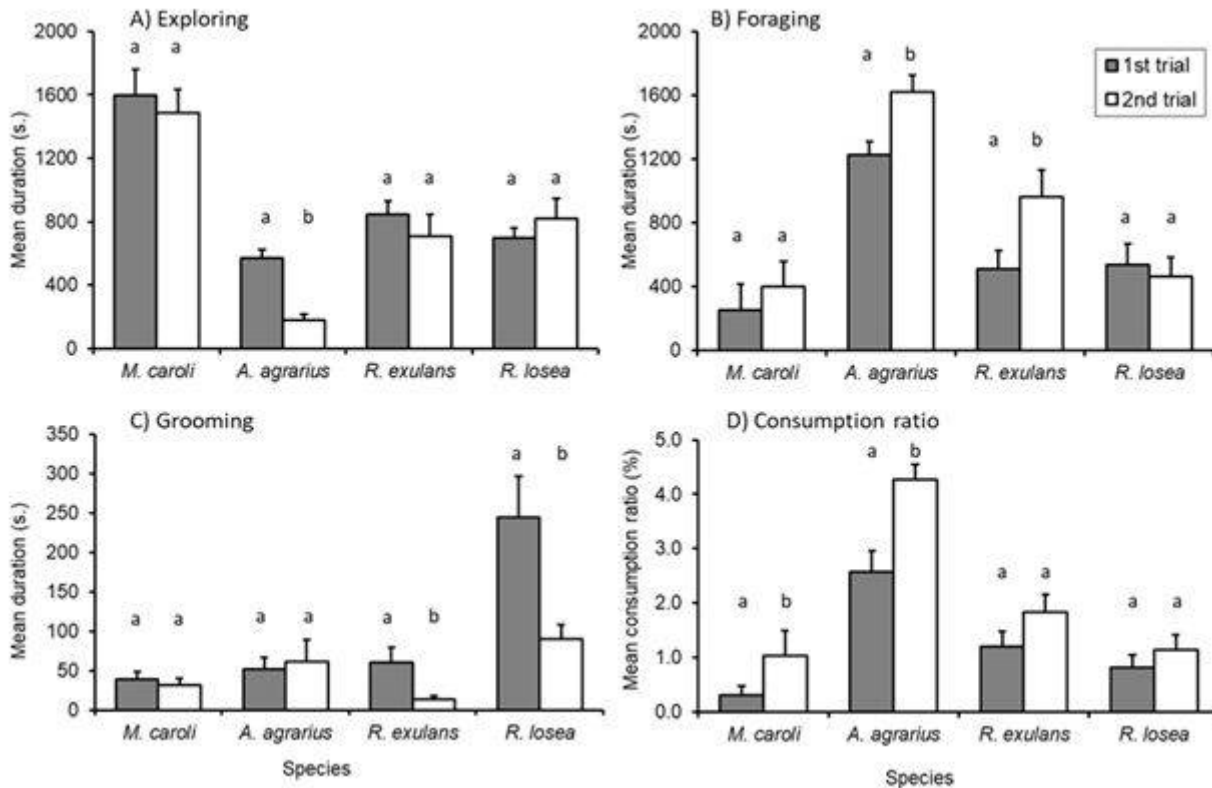 A) Exploring
Mean duration (s.)
2000
1600
1200
800
400
0
a a
a b
a a
a a
M. caroli A. agrarius R. exulans R. losea
B) Foraging
1st trial
2nd trial
Mean duration (s.)
2000
1600
1200
800
400
0
a a
a b
a b
a a
M. caroli A. agrarius R. exulans R. losea
C) Grooming
Mean duration (s.)
350
300
250
200
150
100
50
0
a a
a a
a b
a b
M. caroli A. agrarius R. exulans R. losea
Species
D) Consumption ratio
Mean consumption ratio (%)
5.0
4.0
3.0
2.0
1.0
0.0
a b
a b
a a
a a
M. caroli A. agrarius R. exulans R. losea
Species